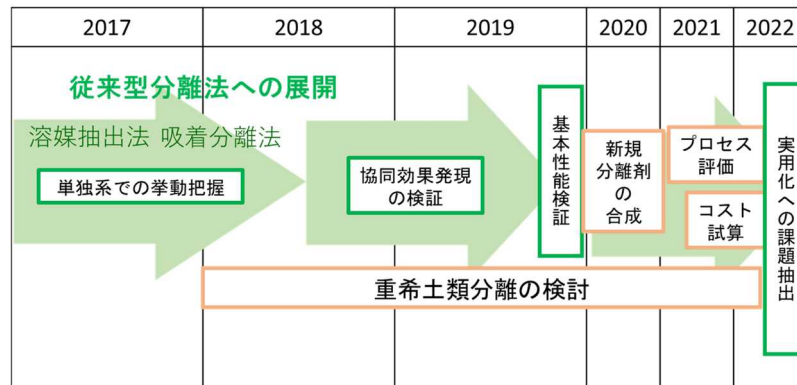 2017
2018
2019
2020
2021
2022
従来型分離法への展開
溶媒抽出法 吸着分離法
単独系での挙動把握
協同効果発現
の検証
基本性能検証
新規
分離剤
の
合成
プロセス
評価
コスト
試算
実用化への課題抽出
重希土類分離の検討